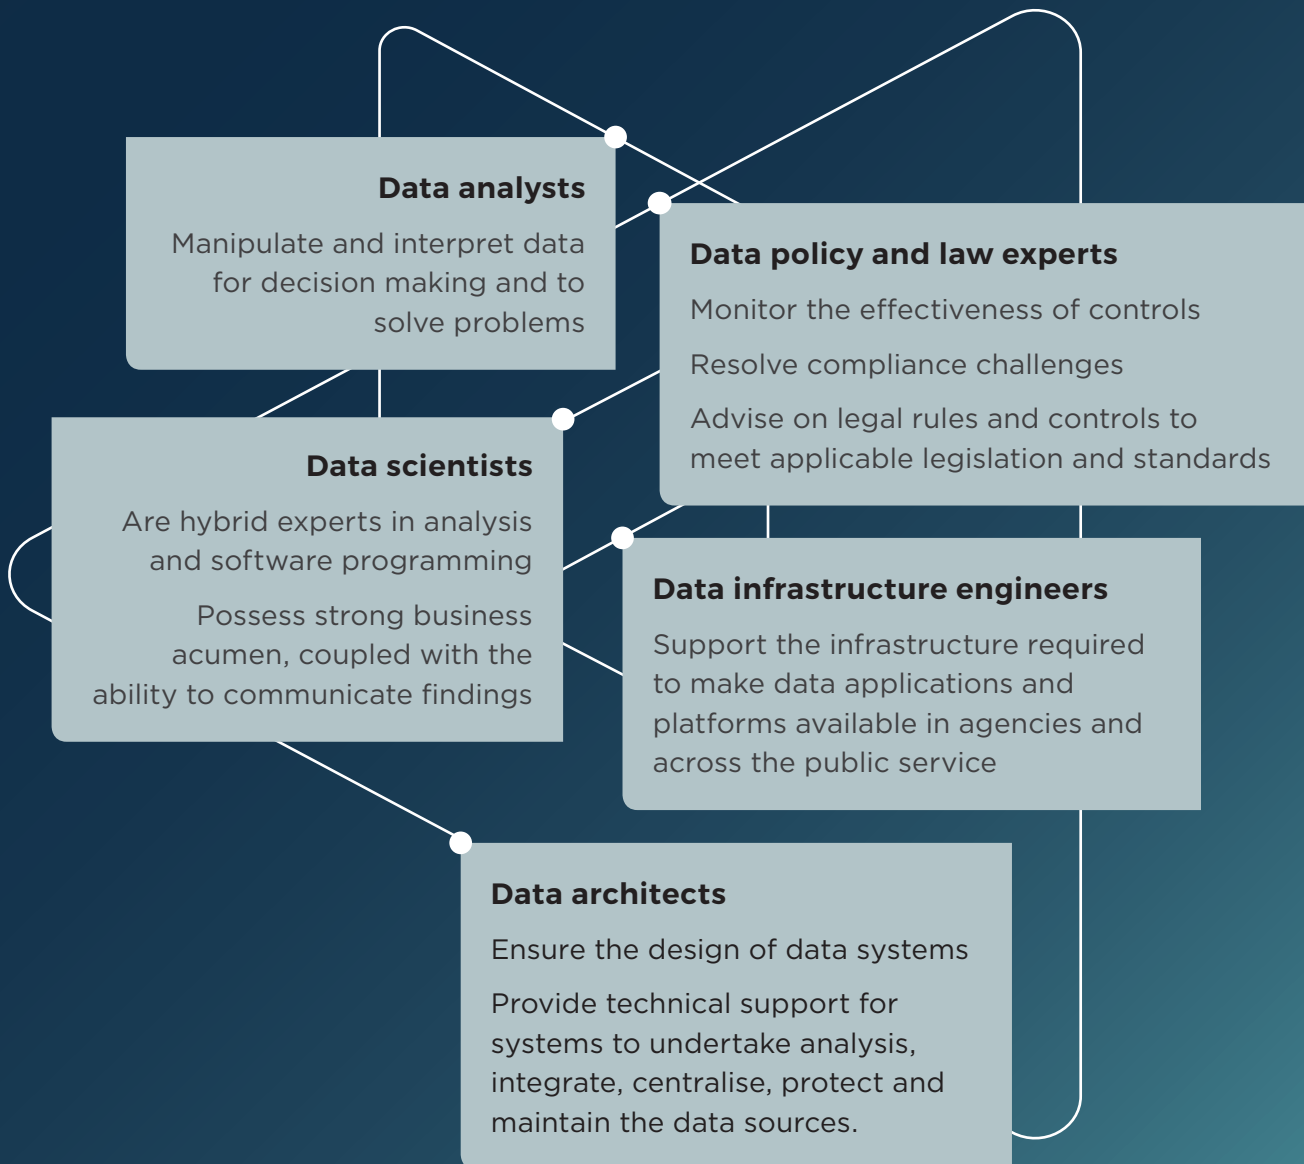 Data analysts
Manipulate and interpret data
for decision making and to
solve problems
Data policy and law experts
Monitor the effectiveness of controls
Resolve compliance challenges
Advise on legal rules and controls to
meet applicable legislation and standards
Data scientists
Are hybrid experts in analysis
and software programming
Possess strong business
acumen, coupled with the
ability to communicate findings
Data infrastructure engineers
Support the infrastructure required
to make data applications and
platforms available in agencies and
across the public service
Data architects
Ensure the design of data systems
Provide technical support for
systems to undertake analysis,
integrate, centralise, protect and
maintain the data sources.